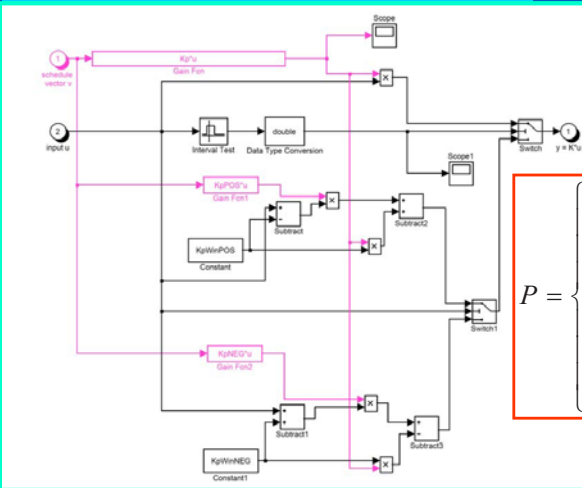 Scope
1
schedule
vector v
Kp*u
Gain Fcn
×
2
input u
Interval Test
double
Data Type Conversion
Scope1
Switch
1
y = K*u
KpPOS*u
Gain Fcn1
×
+
−
Subtract
+
+
Subtract2
KpWinPOS
Constant
×
P =
Switch1
KpNEG*u
Gain Fcn2
×
+
+
Subtract1
+
−
Subtract3
KpWinNEG
Constant1
×